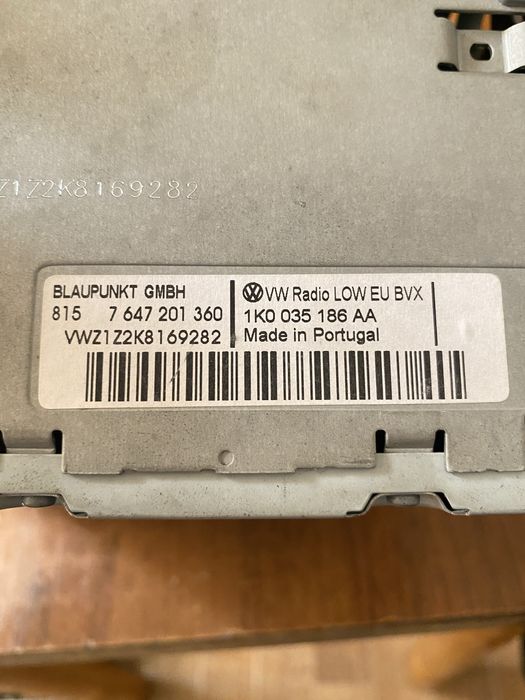 Z1Z2K8169282
BLAUPUNKT GMBH
815 7 647 201 360
VWZ1Z2K8169282
VW Radio LOW EU BVX
1K0 035 186 AA
Made in Portugal